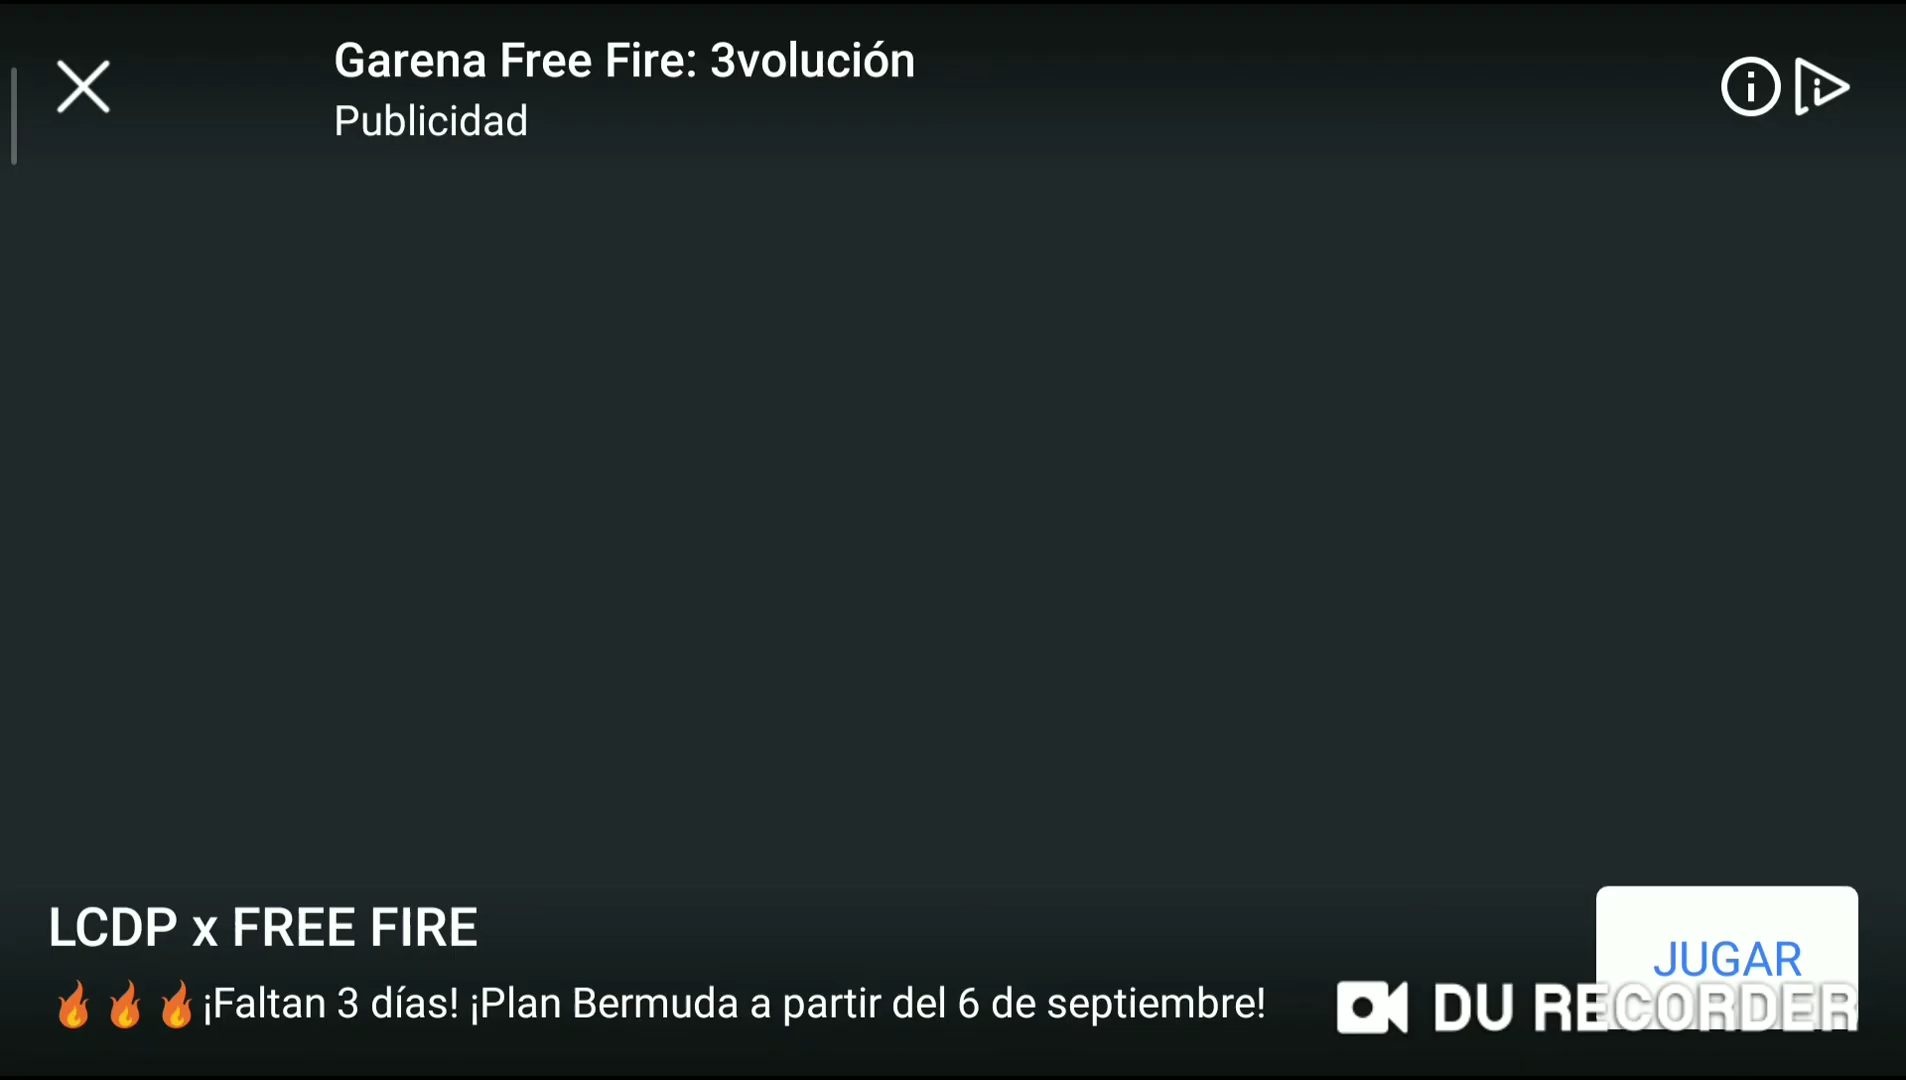 Garena Free Fire: 3volución
Publicidad
LCDP x FREE FIRE
🔥🔥🔥¡Faltan 3 días! ¡Plan Bermuda a partir del 6 de septiembre!
JUGAR
DU RECORDER